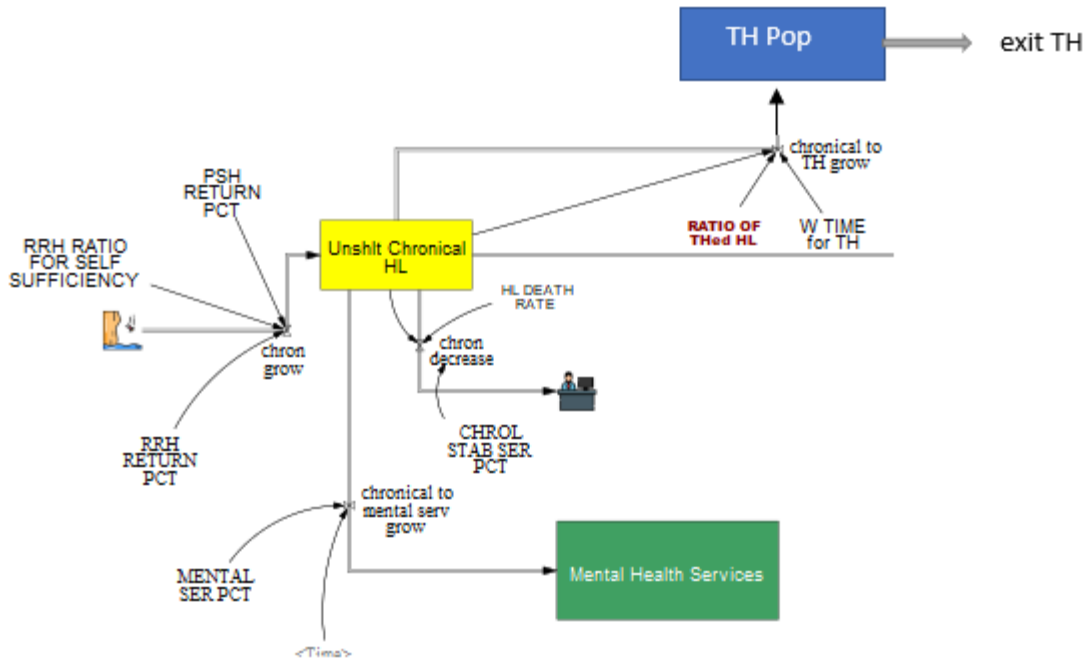 TH Pop
exit TH
chronical to
TH grow
PSH
RETURN
PCT
RATIO OF
THed HL
W TIME
for TH
RRH RATIO
FOR SELF
SUFFICIENCY
Unshlt Chronical
HL
HL DEATH
RATE
chron
grow
chron
decrease
RRH
RETURN
PCT
CHROL
STAB SER
PCT
chronical to
mental serv
grow
MENTAL
SER PCT
Mental Health Services
<Time>